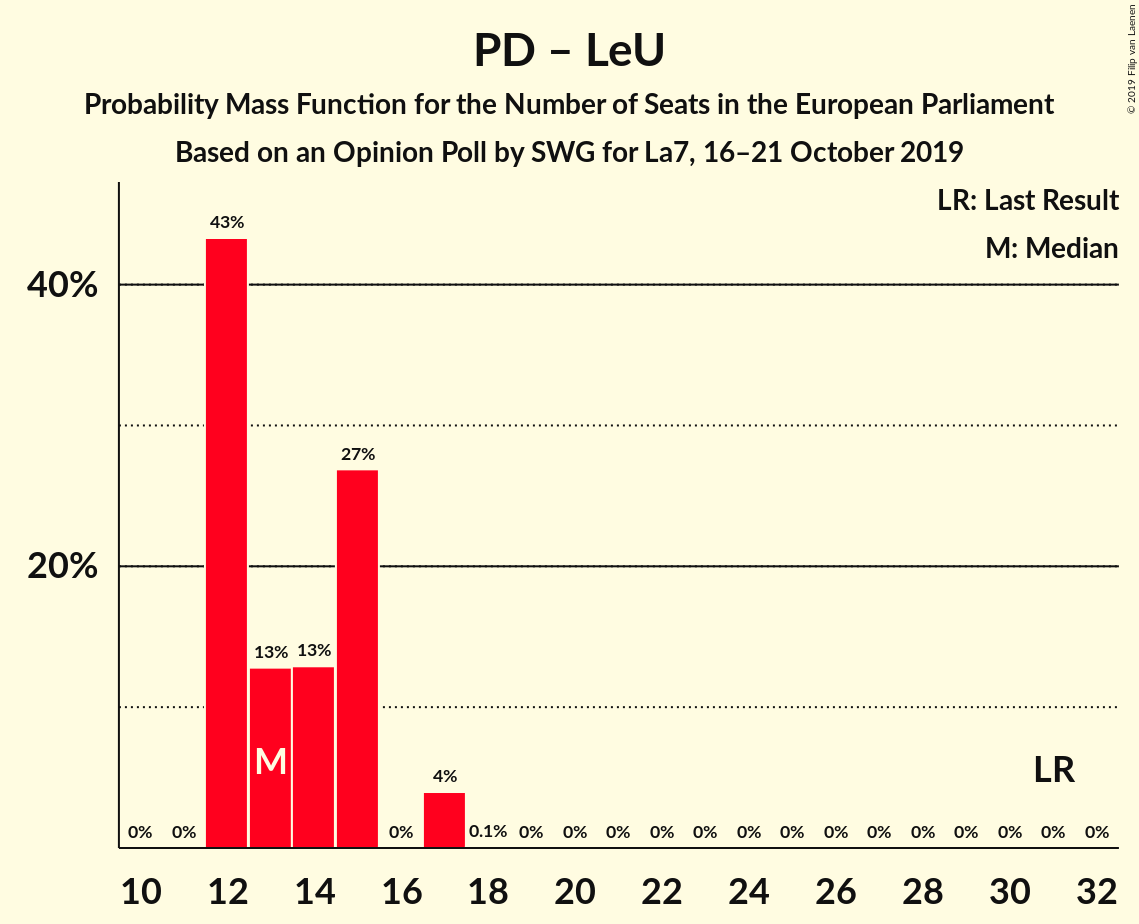 PD – LeU
Probability Mass Function for the Number of Seats in the European Parliament
Based on an Opinion Poll by SWG for La7, 16–21 October 2019
© 2019 Filip van Laenen
LR: Last Result
M: Median
43%
40%
27%
20%
13% 13%
M
LR
4%
0% 0% 0% 0.1% 0% 0% 0% 0% 0% 0% 0% 0% 0% 0% 0% 0% 0% 0%
10 12 14 16 18 20 22 24 26 28 30 32